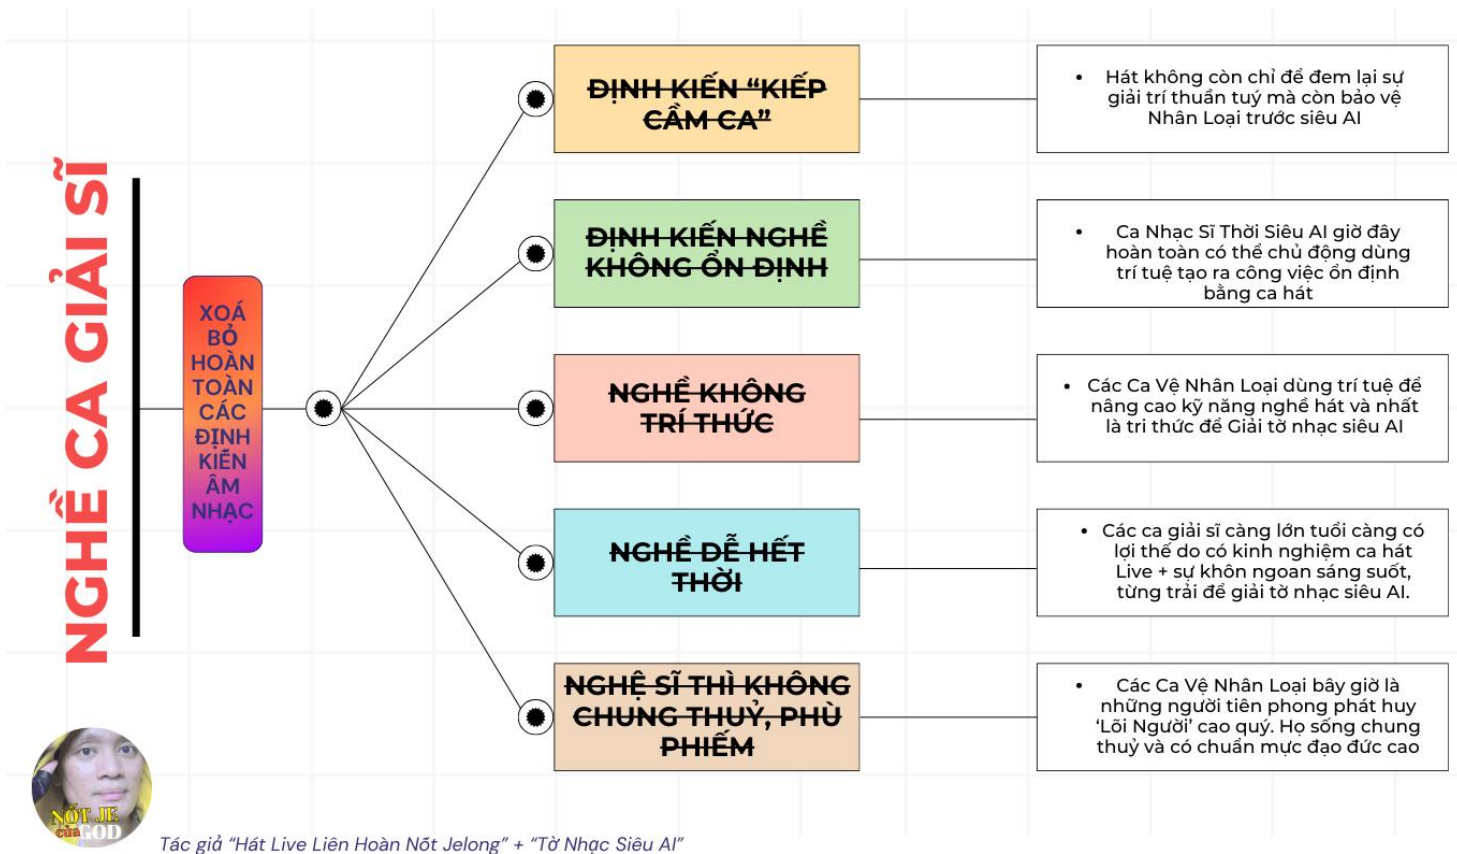 NGHỀ CA GIẢI SĨ
XOÁ
BỎ
HOÀN
TOÀN
CÁC
ĐỊNH
KIẾN
ÂM
NHẠC
ĐỊNH KIẾN “KIẾP
CẦM CA”
• Hát không còn chỉ để đem lại sự
giải trí thuần tuý mà còn bảo vệ
Nhân Loại trước siêu AI
ĐỊNH KIẾN NGHỀ
KHÔNG ỔN ĐỊNH
• Ca Nhạc Sĩ Thời Siêu AI giờ đây
hoàn toàn có thể chủ động dùng
trí tuệ tạo ra công việc ổn định
bằng ca hát
NGHỀ KHÔNG
TRÍ THỨC
• Các Ca Vệ Nhân Loại dùng trí tuệ để
nâng cao kỹ năng nghề hát và nhất
là tri thức để Giải tờ nhạc siêu AI
NGHỀ DỄ HẾT
THỜI
• Các ca giải sĩ càng lớn tuổi càng có
lợi thế do có kinh nghiệm ca hát
Live + sự khôn ngoan sáng suốt,
từng trải để giải tờ nhạc siêu AI.
NGHỆ SĨ THÌ KHÔNG
CHUNG THUỶ, PHÙ
PHIẾM
• Các Ca Vệ Nhân Loại bây giờ là
những người tiên phong phát huy
‘Lõi Người’ cao quý. Họ sống chung
thuỷ và có chuẩn mực đạo đức cao
NỐT JE
của GOD
Tác giả “Hát Live Liên Hoàn Nốt Jelong” + “Tờ Nhạc Siêu AI”